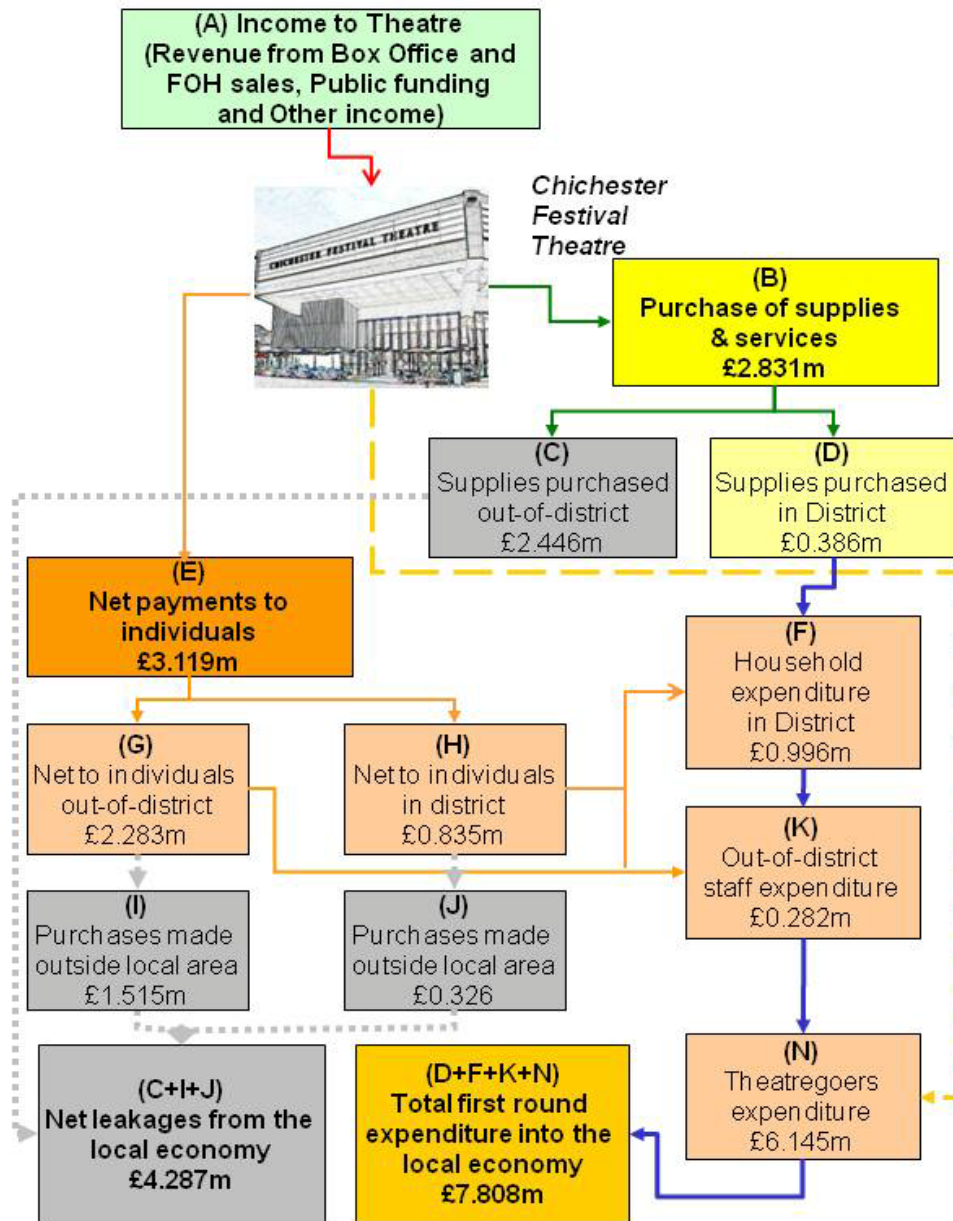 (A) Income to Theatre
(Revenue from Box Office and
FOH sales, Public funding
and Other income)
CHICHESTER FESTIVAL THEATRE
Chichester
Festival
Theatre
(B)
Purchase of supplies
& services
£2.831m
(C)
Supplies purchased
out-of-district
£2.446m
(D)
Supplies purchased
in District
£0.386m
(E)
Net payments to
individuals
£3.119m
(F)
Household
expenditure
in District
£0.996m
(G)
Net to individuals
out-of-district
£2.283m
(H)
Net to individuals
in district
£0.835m
(K)
Out-of-district
staff expenditure
£0.282m
(I)
Purchases made
outside local area
£1.515m
(J)
Purchases made
outside local area
£0.326
(N)
Theatregoers
expenditure
£6.145m
(C+I+J)
Net leakages from the
local economy
£4.287m
(D+F+K+N)
Total first round
expenditure into the
local economy
£7.808m